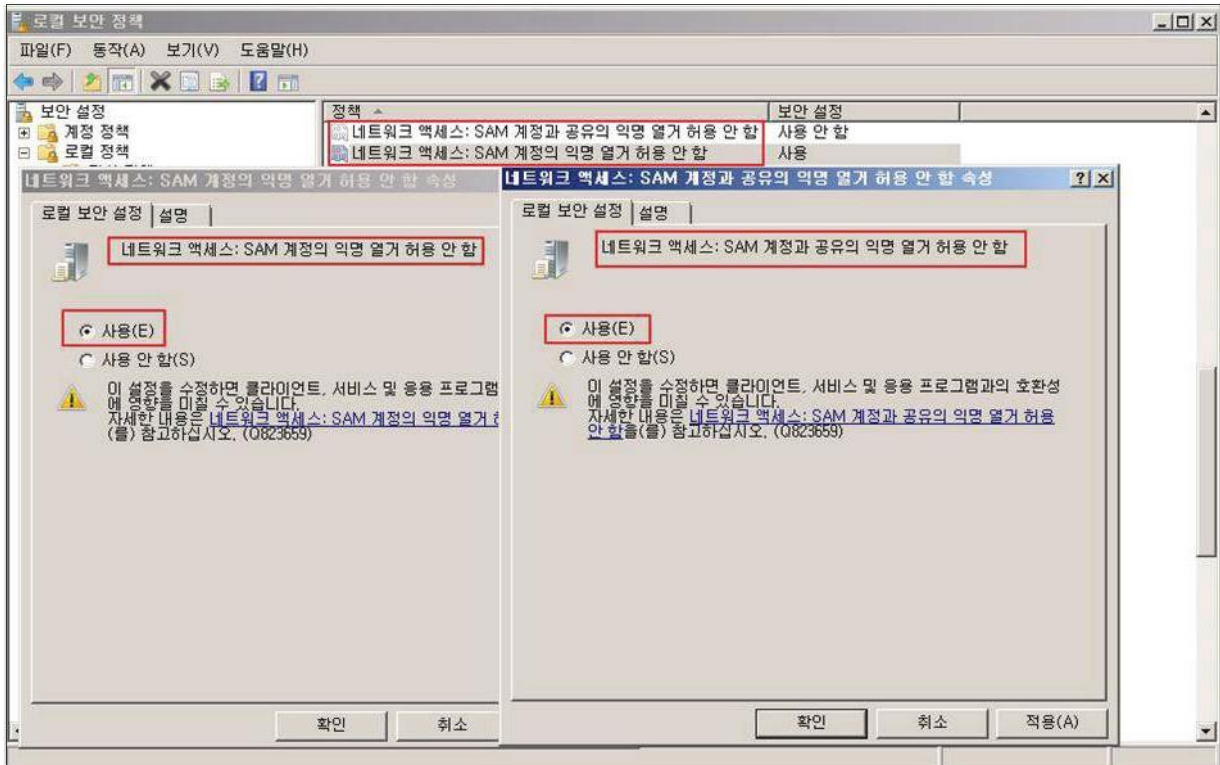 로컬 보안 정책
파일(F) 동작(A) 보기(V) 도움말(H)
보안 설정
계정 정책
로컬 정책
정책 보안 설정
네트워크 액세스: SAM 계정과 공유의 익명 열거 허용 안 함 사용 안 함
네트워크 액세스: SAM 계정의 익명 열거 허용 안 함 사용
네트워크 액세스: SAM 계정의 익명 열거 허용 안 함 속성
로컬 보안 설정 설명
네트워크 액세스: SAM 계정의 익명 열거 허용 안 함
사용(E)
사용 안 함(S)
이 설정을 수정하면 클라이언트, 서비스 및 응용 프로그램
에 영향을 미칠 수 있습니다.
자세한 내용은 네트워크 액세스: SAM 계정의 익명 열거
(를) 참고하십시오. (Q823659)
확인 취소
네트워크 액세스: SAM 계정과 공유의 익명 열거 허용 안 함 속성
로컬 보안 설정 설명
네트워크 액세스: SAM 계정과 공유의 익명 열거 허용 안 함
사용(E)
사용 안 함(S)
이 설정을 수정하면 클라이언트, 서비스 및 응용 프로그램과의 호환성
에 영향을 미칠 수 있습니다.
자세한 내용은 네트워크 액세스: SAM 계정과 공유의 익명 열거 허용
안 함을(를) 참고하십시오. (Q823659)
확인 취소 적용(A)